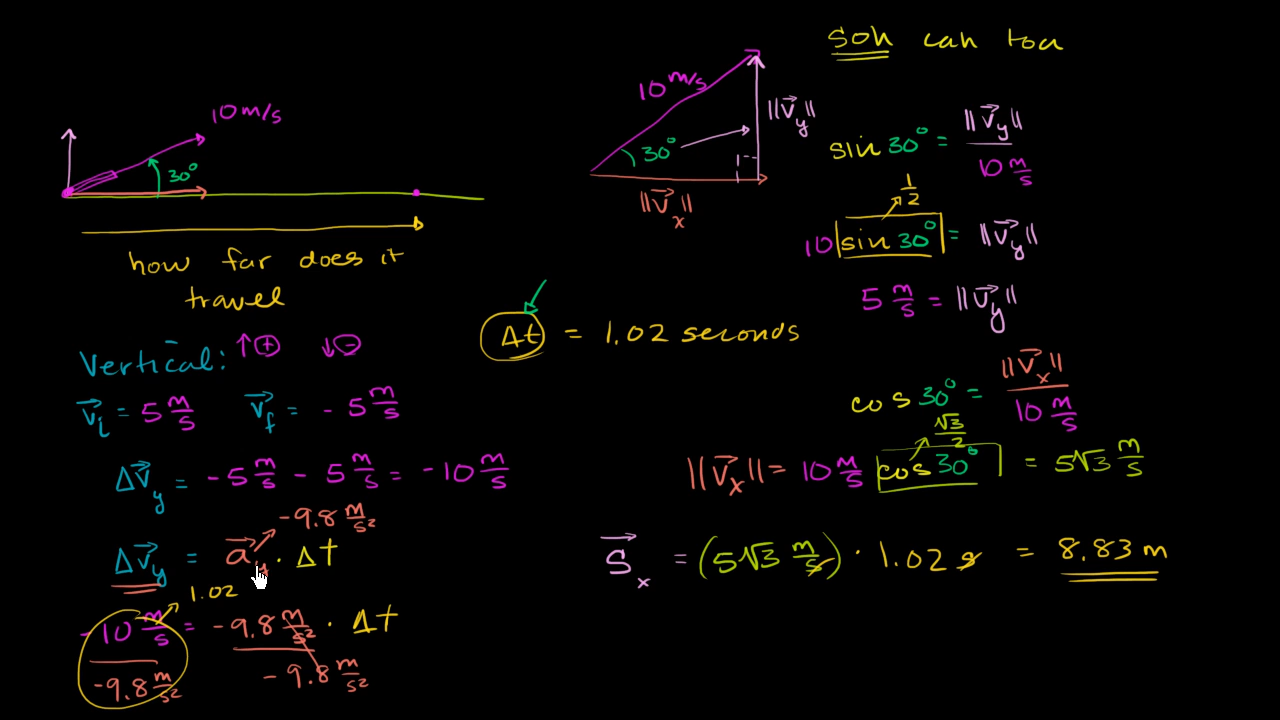 10 m/s
30°
how far does it
travel
10 m/s
30°
||v⃗y||
||v⃗x||
soh cah toa
sin 30° = ||v⃗y|| / 10 m/s
1/2
10 sin 30° = ||v⃗y||
5 m/s = ||v⃗y||
Δt = 1.02 seconds
Vertical: ↑⊕ ↓⊖
v⃗i = 5 m/s v⃗f = -5 m/s
Δv⃗y = -5 m/s - 5 m/s = -10 m/s
-9.8 m/s²
Δv⃗y = a⃗y · Δt
1.02
-10 m/s = -9.8 m/s² · Δt
-9.8 m/s² -9.8 m/s²
cos 30° = ||v⃗x|| / 10 m/s
√3/2
||v⃗x|| = 10 m/s cos 30° = 5√3 m/s
S⃗x = (5√3 m/s) · 1.02 s = 8.83 m